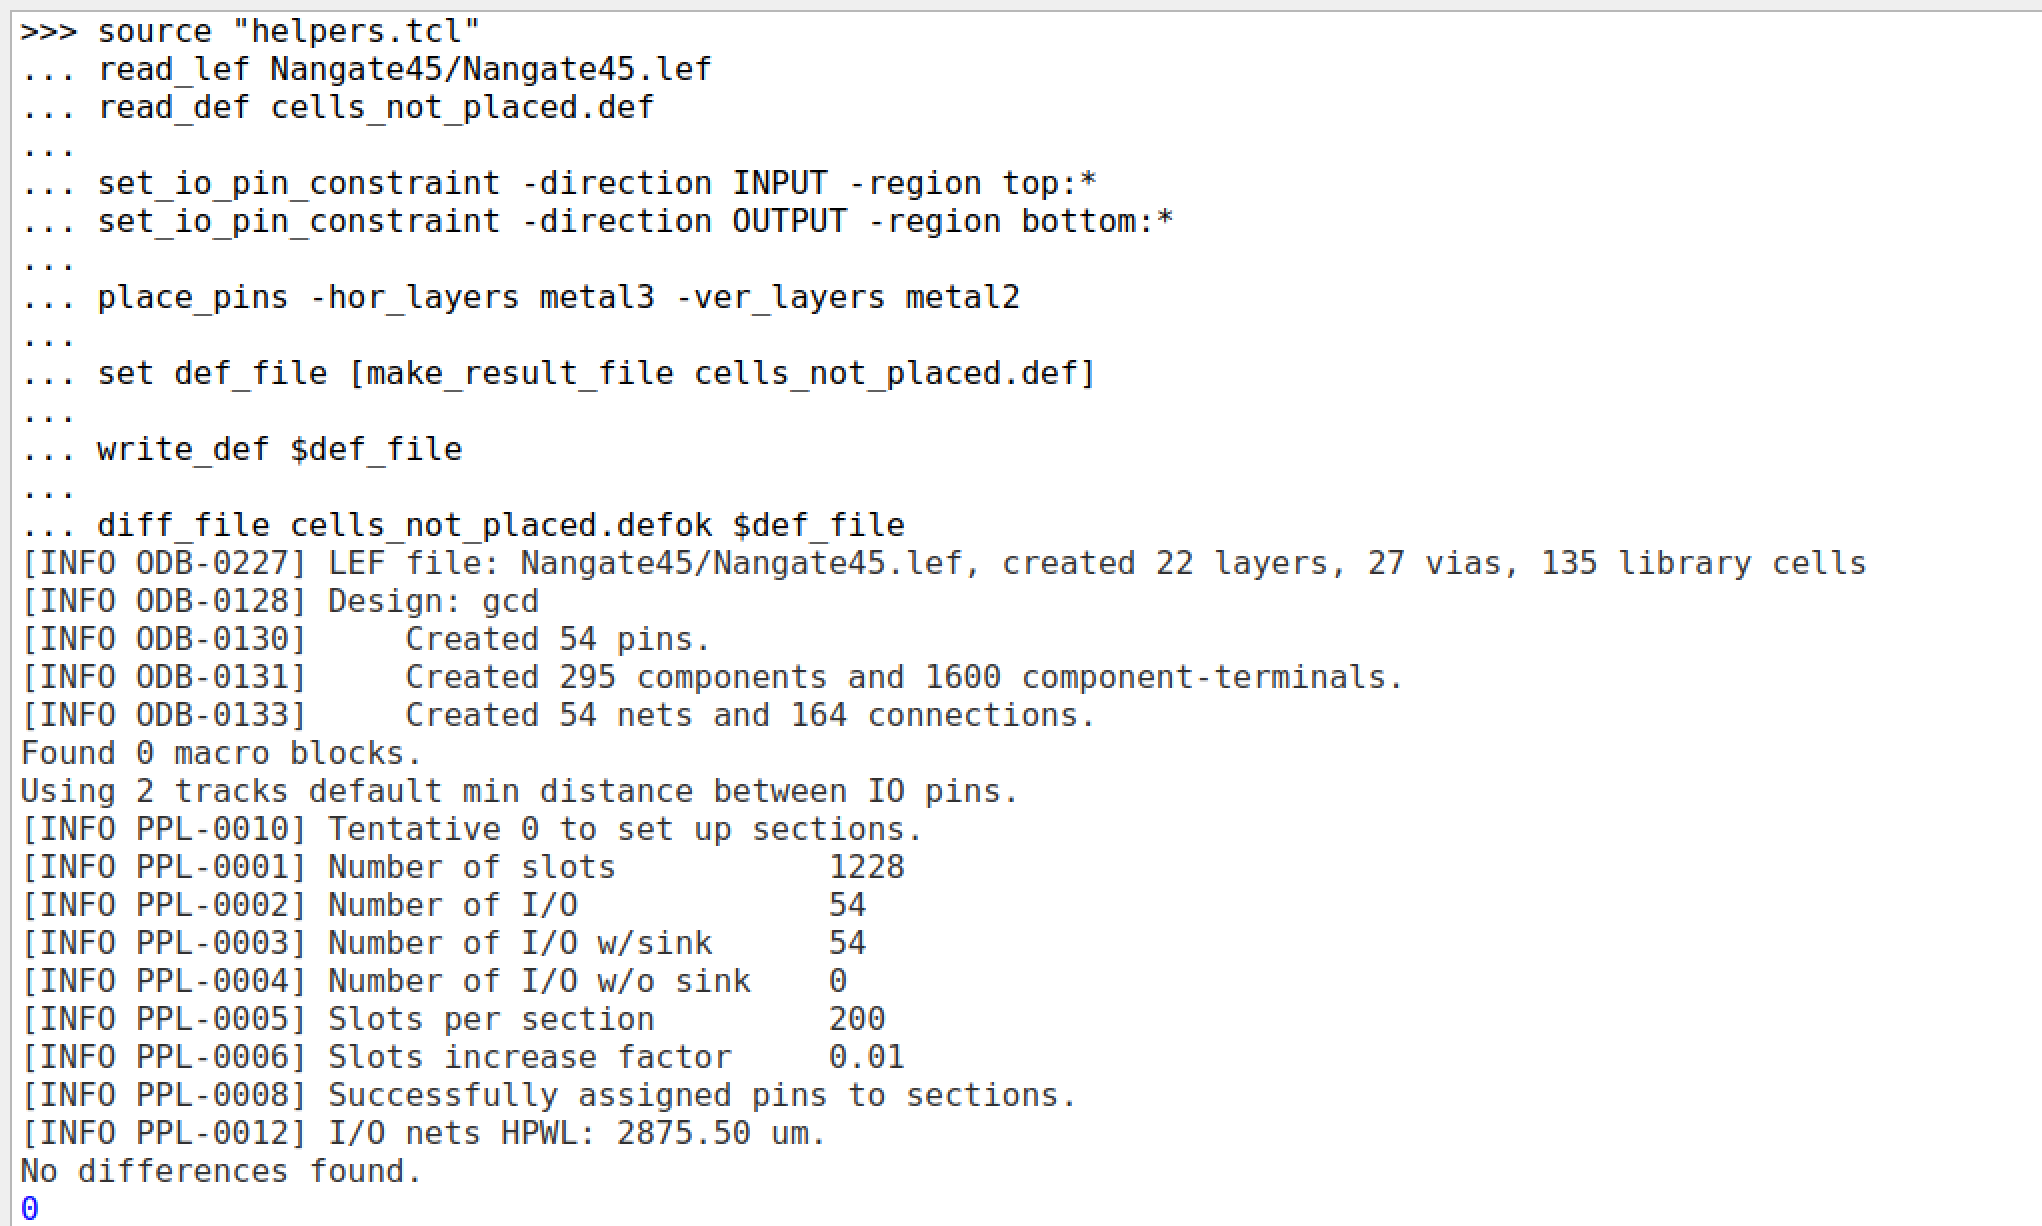 >>> source "helpers.tcl"
... read_lef Nangate45/Nangate45.lef
... read_def cells_not_placed.def
...
... set_io_pin_constraint -direction INPUT -region top:*
... set_io_pin_constraint -direction OUTPUT -region bottom:*
...
... place_pins -hor_layers metal3 -ver_layers metal2
...
... set def_file [make_result_file cells_not_placed.def]
...
... write_def $def_file
...
... diff_file cells_not_placed.defok $def_file
[INFO ODB-0227] LEF file: Nangate45/Nangate45.lef, created 22 layers, 27 vias, 135 library cells
[INFO ODB-0128] Design: gcd
[INFO ODB-0130]     Created 54 pins.
[INFO ODB-0131]     Created 295 components and 1600 component-terminals.
[INFO ODB-0133]     Created 54 nets and 164 connections.
Found 0 macro blocks.
Using 2 tracks default min distance between IO pins.
[INFO PPL-0010] Tentative 0 to set up sections.
[INFO PPL-0001] Number of slots           1228
[INFO PPL-0002] Number of I/O             54
[INFO PPL-0003] Number of I/O w/sink      54
[INFO PPL-0004] Number of I/O w/o sink    0
[INFO PPL-0005] Slots per section         200
[INFO PPL-0006] Slots increase factor     0.01
[INFO PPL-0008] Successfully assigned pins to sections.
[INFO PPL-0012] I/O nets HPWL: 2875.50 um.
No differences found.
0